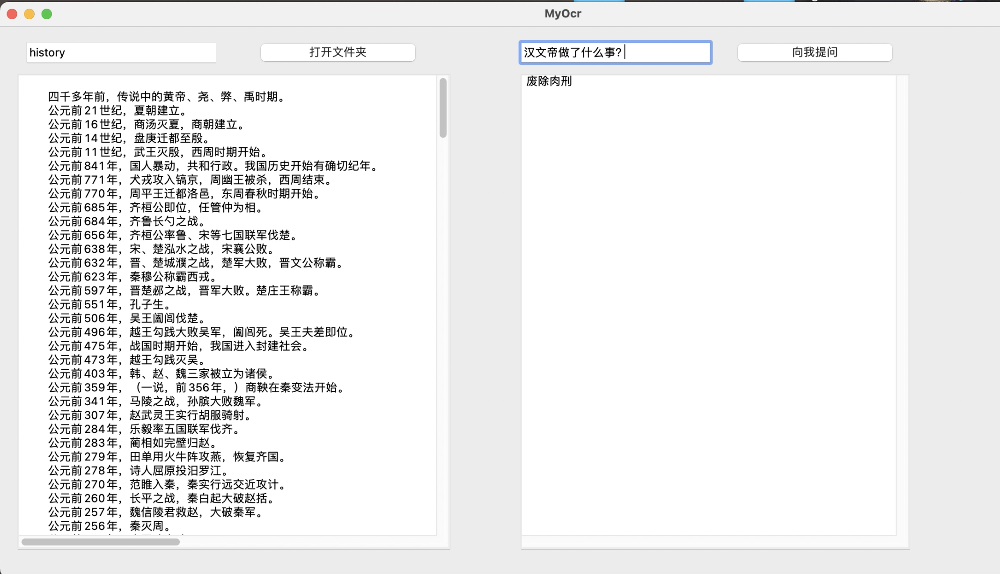 MyOcr
history
打开文件夹
汉文帝做了什么事?
向我提问
四千多年前，传说中的黄帝、尧、弊、禹时期。
公元前21世纪，夏朝建立。
公元前16世纪，商汤灭夏，商朝建立。
公元前14世纪，盘庚迁都至殷。
公元前11世纪，武王灭殷，西周时期开始。
公元前841年，国人暴动，共和行政。我国历史开始有确切纪年。
公元前771年，犬戎攻入镐京，周幽王被杀，西周结束。
公元前770年，周平王迁都洛邑，东周春秋时期开始。
公元前685年，齐桓公即位，任管仲为相。
公元前684年，齐鲁长勺之战。
公元前656年，齐桓公率鲁、宋等七国联军伐楚。
公元前638年，宋、楚泓水之战，宋襄公败。
公元前632年，晋、楚城濮之战，楚军大败，晋文公称霸。
公元前623年，秦穆公称霸西戎。
公元前597年，晋楚邲之战，晋军大败。楚庄王称霸。
公元前551年，孔子生。
公元前506年，吴王阖闾伐楚。
公元前496年，越王勾践大败吴军，阖闾死。吴王夫差即位。
公元前475年，战国时期开始，我国进入封建社会。
公元前473年，越王勾践灭吴。
公元前403年，韩、赵、魏三家被立为诸侯。
公元前359年，（一说，前356年，）商鞅在秦变法开始。
公元前341年，马陵之战，孙膑大败魏军。
公元前307年，赵武灵王实行胡服骑射。
公元前284年，乐毅率五国联军伐齐。
公元前283年，蔺相如完壁归赵。
公元前279年，田单用火牛阵攻燕，恢复齐国。
公元前278年，诗人屈原投汨罗江。
公元前270年，范睢入秦，秦实行远交近攻计。
公元前260年，长平之战，秦白起大破赵括。
公元前257年，魏信陵君救赵，大破秦军。
公元前256年，秦灭周。
废除肉刑